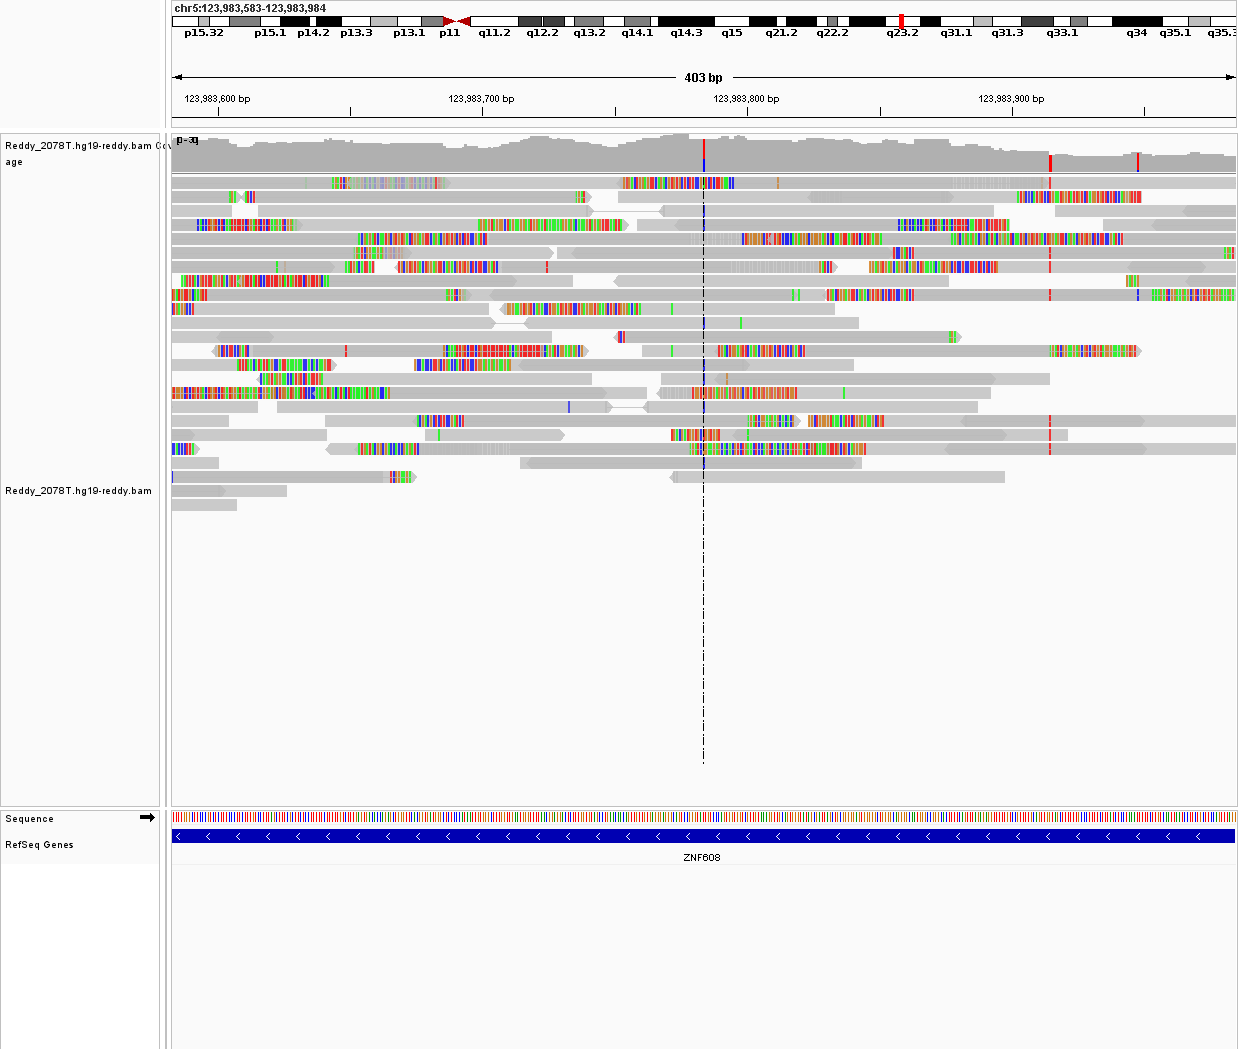 chr5:123,983,583-123,983,984
p15.32 p15.1 p14.2 p13.3 p13.1 p11 q11.2 q12.2 q13.2 q14.1 q14.3 q15 q21.2 q22.2 q23.2 q31.1 q31.3 q33.1 q34 q35.1 q35.3
403 bp
123,983,600 bp 123,983,700 bp 123,983,800 bp 123,983,900 bp
Reddy_2078T.hg19-reddy.bam Cov
age
Reddy_2078T.hg19-reddy.bam
Sequence
RefSeq Genes
ZNF608